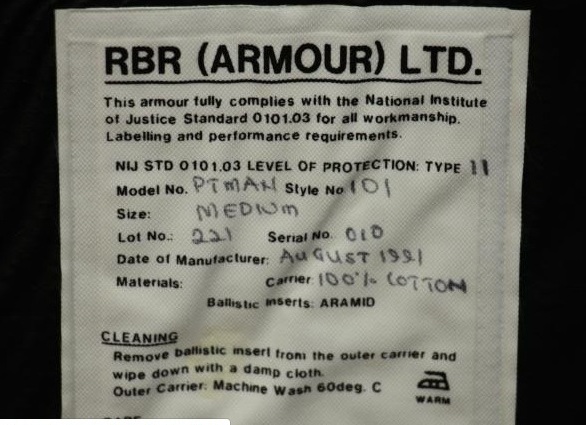 RBR (ARMOUR) LTD.
This armour fully complies with the National Institute
of Justice Standard 0101.03 for all workmanship.
Labelling and performance requirements.
NIJ STD 0101.03 LEVEL OF PROTECTION: TYPE II
Model No. PTMAN Style No 101
Size: MEDIUM
Lot No.: 221 Serial No. 010
Date of Manufacturer: AUGUST 1991
Materials: Carrier 100% COTTON
Ballistic Inserts: ARAMID
CLEANING
Remove ballistic insert from the outer carrier and
wipe down with a damp cloth.
Outer Carrier: Machine Wash 60deg. C
WARM